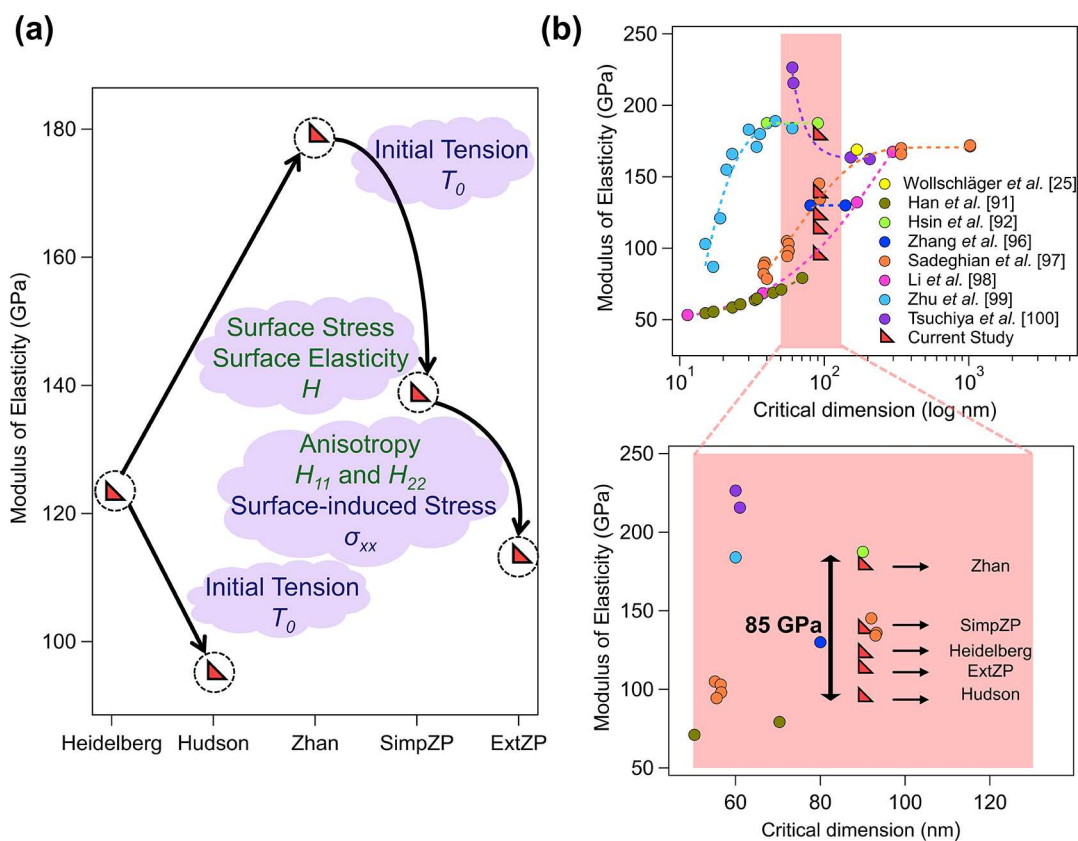 (a)
Modulus of Elasticity (GPa)
180
160
140
120
100
Heidelberg
Hudson
Zhan
SimpZP
ExtZP
Initial Tension
T₀
Surface Stress
Surface Elasticity
H
Anisotropy
H₁₁ and H₂₂
Surface-induced Stress
σₓₓ
Initial Tension
T₀
(b)
Modulus of Elasticity (GPa)
250
200
150
100
50
10¹
10²
10³
Critical dimension (log nm)
Wollschläger et al. [25]
Han et al. [91]
Hsin et al. [92]
Zhang et al. [96]
Sadeghian et al. [97]
Li et al. [98]
Zhu et al. [99]
Tsuchiya et al. [100]
Current Study
Modulus of Elasticity (GPa)
250
200
150
100
50
85 GPa
Zhan
SimpZP
Heidelberg
ExtZP
Hudson
60
80
100
120
Critical dimension (nm)